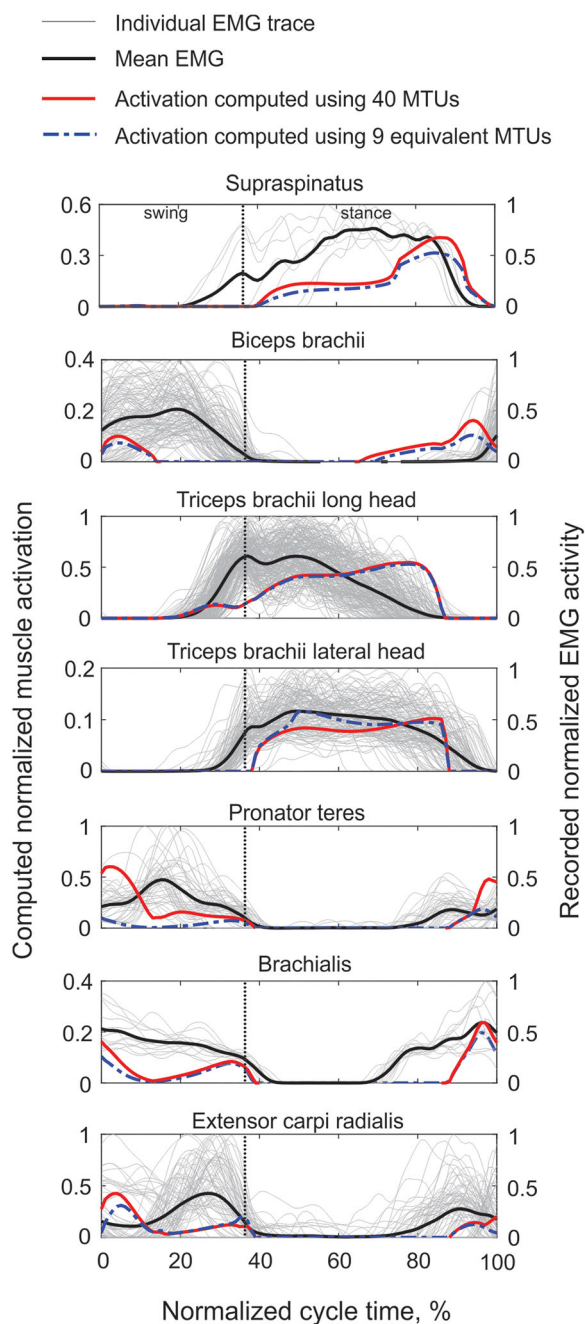 Individual EMG trace
Mean EMG
Activation computed using 40 MTUs
Activation computed using 9 equivalent MTUs
Supraspinatus
swing
stance
0.6
0.3
0
1
0.5
0
Biceps brachii
0.4
0.2
0
1
0.5
0
Triceps brachii long head
1
0.5
0
1
0.5
0
Triceps brachii lateral head
0.2
0.1
0
1
0.5
0
Pronator teres
1
0.5
0
1
0.5
0
Brachialis
0.4
0.2
0
1
0.5
0
Extensor carpi radialis
1
0.5
0
1
0.5
0
0 20 40 60 80 100
Normalized cycle time, %
Computed normalized muscle activation
Recorded normalized EMG activity